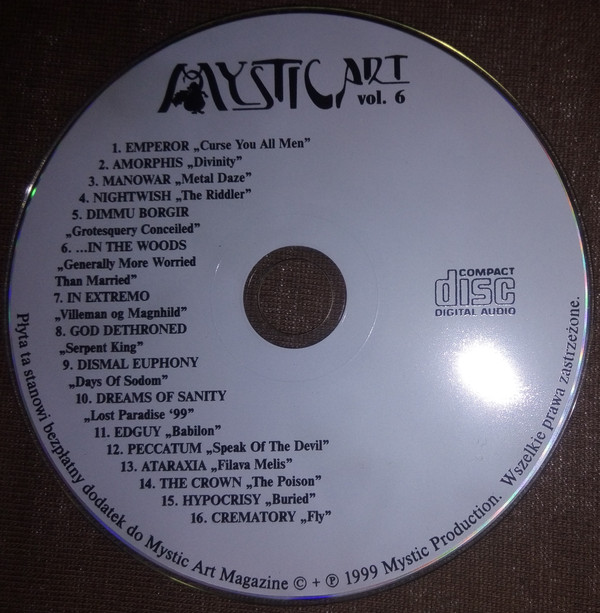 MYSTIC ART
vol. 6
1. EMPEROR „Curse You All Men”
2. AMORPHIS „Divinity”
3. MANOWAR „Metal Daze”
4. NIGHTWISH „The Riddler”
5. DIMMU BORGIR
„Grotesquery Conceiled”
6. ...IN THE WOODS
„Generally More Worried
Than Married”
7. IN EXTREMO
„Villeman og Magnhild”
8. GOD DETHRONED
„Serpent King”
9. DISMAL EUPHONY
„Days Of Sodom”
10. DREAMS OF SANITY
„Lost Paradise ‘99”
11. EDGUY „Babilon”
12. PECCATUM „Speak Of The Devil”
13. ATARAXIA „Filava Melis”
14. THE CROWN „The Poison”
15. HYPOCRISY „Buried”
16. CREMATORY „Fly”
COMPACT
disc
DIGITAL AUDIO
Płyta ta stanowi bezpłatny dodatek do Mystic Art Magazine © + ℗ 1999 Mystic Production. Wszelkie prawa zastrzeżone.